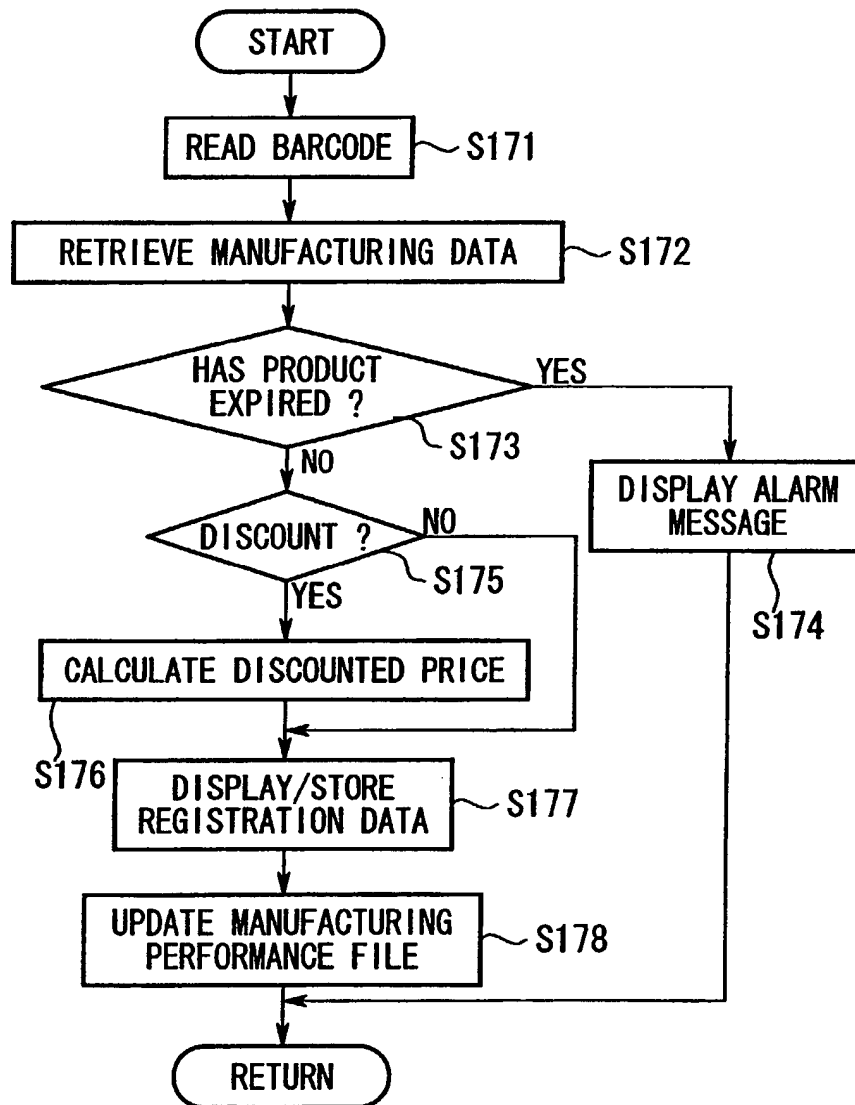 START
READ BARCODE
S171
RETRIEVE MANUFACTURING DATA
S172
HAS PRODUCT
EXPIRED ?
YES
S173
NO
DISPLAY ALARM
MESSAGE
S174
DISCOUNT ?
NO
S175
YES
CALCULATE DISCOUNTED PRICE
S176
DISPLAY/STORE
REGISTRATION DATA
S177
UPDATE MANUFACTURING
PERFORMANCE FILE
S178
RETURN